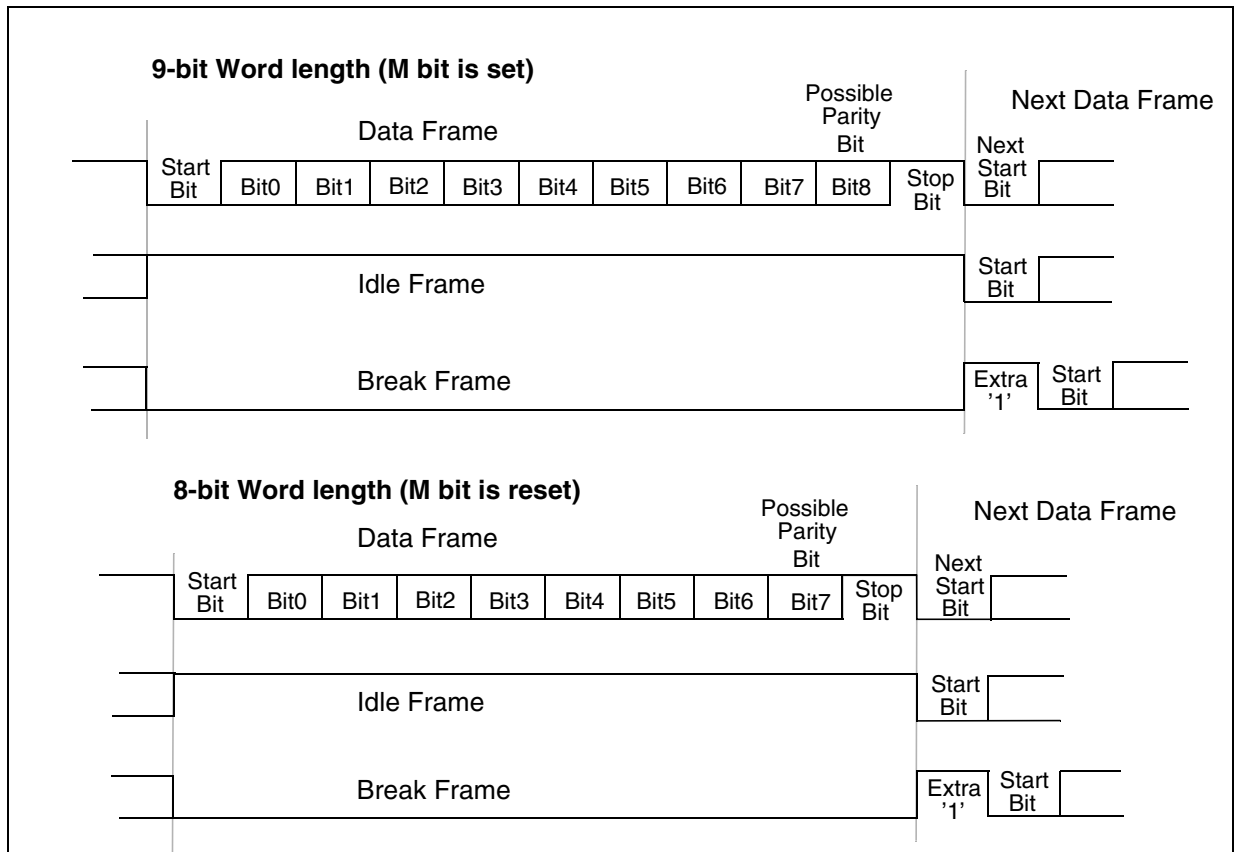 9-bit Word length (M bit is set)
Possible
Parity
Bit
Next Data Frame
Data Frame
Next
Start
Bit
Start
Bit
Bit0
Bit1
Bit2
Bit3
Bit4
Bit5
Bit6
Bit7
Bit8
Stop
Bit
Idle Frame
Start
Bit
Break Frame
Extra
'1'
Start
Bit
8-bit Word length (M bit is reset)
Possible
Parity
Bit
Next Data Frame
Data Frame
Next
Start
Bit
Start
Bit
Bit0
Bit1
Bit2
Bit3
Bit4
Bit5
Bit6
Bit7
Stop
Bit
Idle Frame
Start
Bit
Break Frame
Extra
'1'
Start
Bit